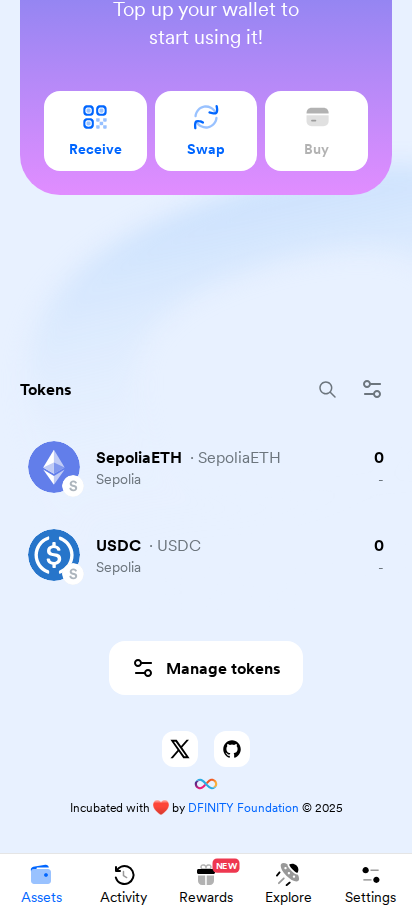 Top up your wallet to
start using it!
Receive
Swap
Buy
Tokens
SepoliaETH · SepoliaETH 0
Sepolia -
S
USDC · USDC 0
Sepolia -
S
Manage tokens
Incubated with ❤️ by DFINITY Foundation © 2025
NEW
Assets
Activity
Rewards
Explore
Settings